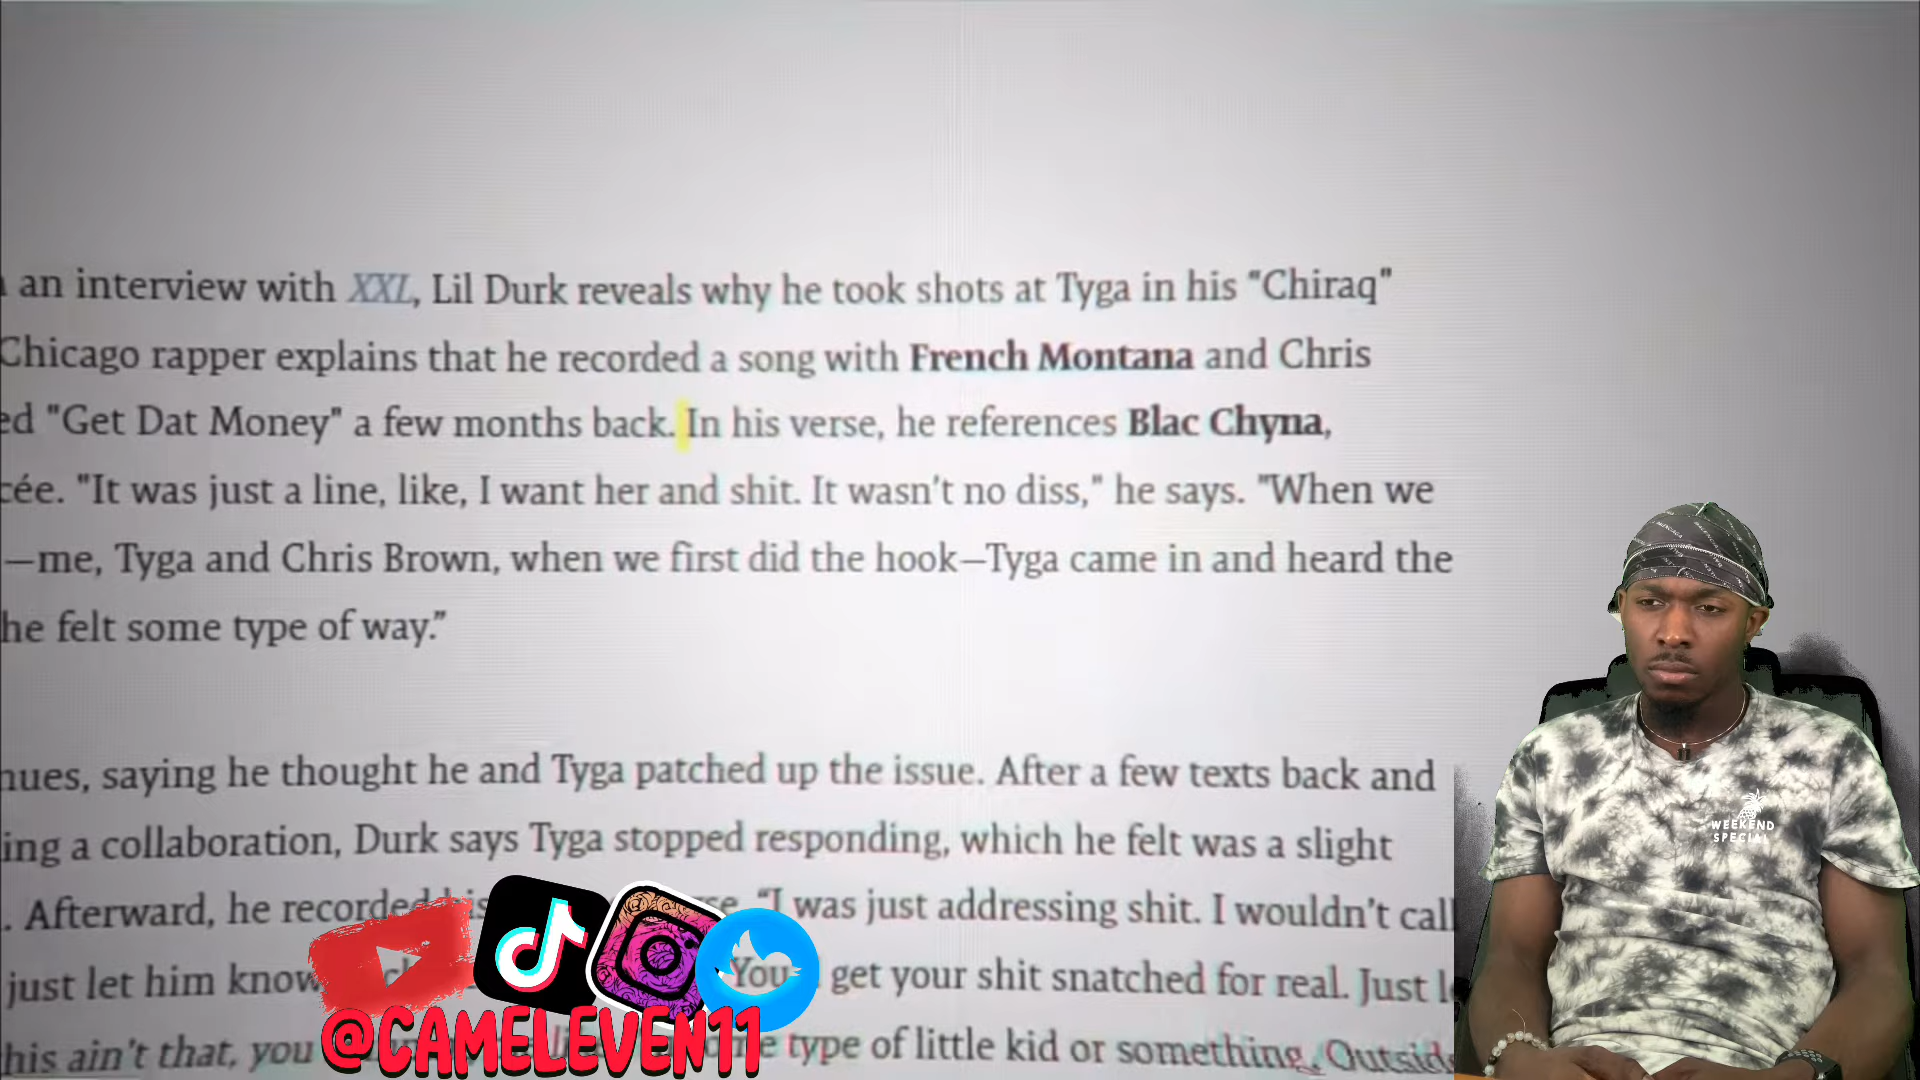 an interview with XXL, Lil Durk reveals why he took shots at Tyga in his "Chiraq"
Chicago rapper explains that he recorded a song with French Montana and Chris
ed "Get Dat Money" a few months back. In his verse, he references Blac Chyna,
cée. "It was just a line, like, I want her and shit. It wasn't no diss," he says. "When we
—me, Tyga and Chris Brown, when we first did the hook—Tyga came in and heard the
he felt some type of way."
nues, saying he thought he and Tyga patched up the issue. After a few texts back and
ing a collaboration, Durk says Tyga stopped responding, which he felt was a slight
. Afterward, he recorded "I was just addressing shit. I wouldn't call
just let him know You get your shit snatched for real. Just
his ain't that, you type of little kid or something. Outside
@CAMELEVEN11
WEEKEND
SPECIAL